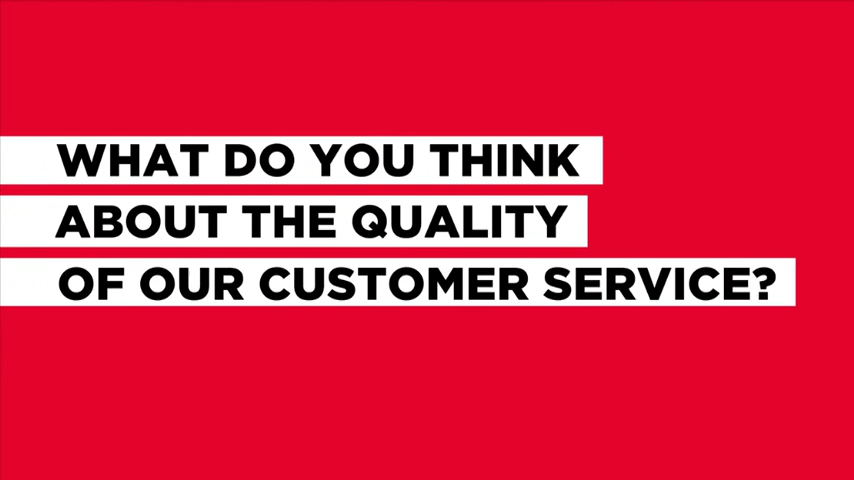 WHAT DO YOU THINK
ABOUT THE QUALITY
OF OUR CUSTOMER SERVICE?